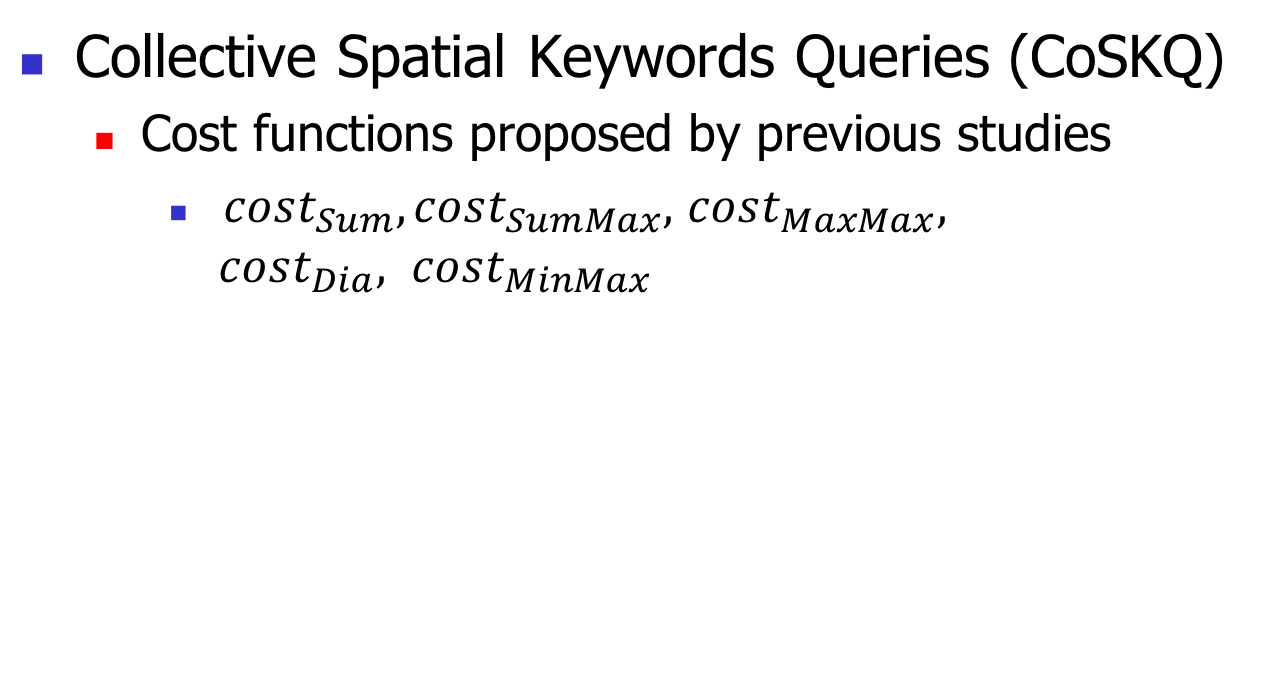 Collective Spatial Keywords Queries (CoSKQ)
Cost functions proposed by previous studies
cost_Sum, cost_SumMax, cost_MaxMax,
cost_Dia, cost_MinMax